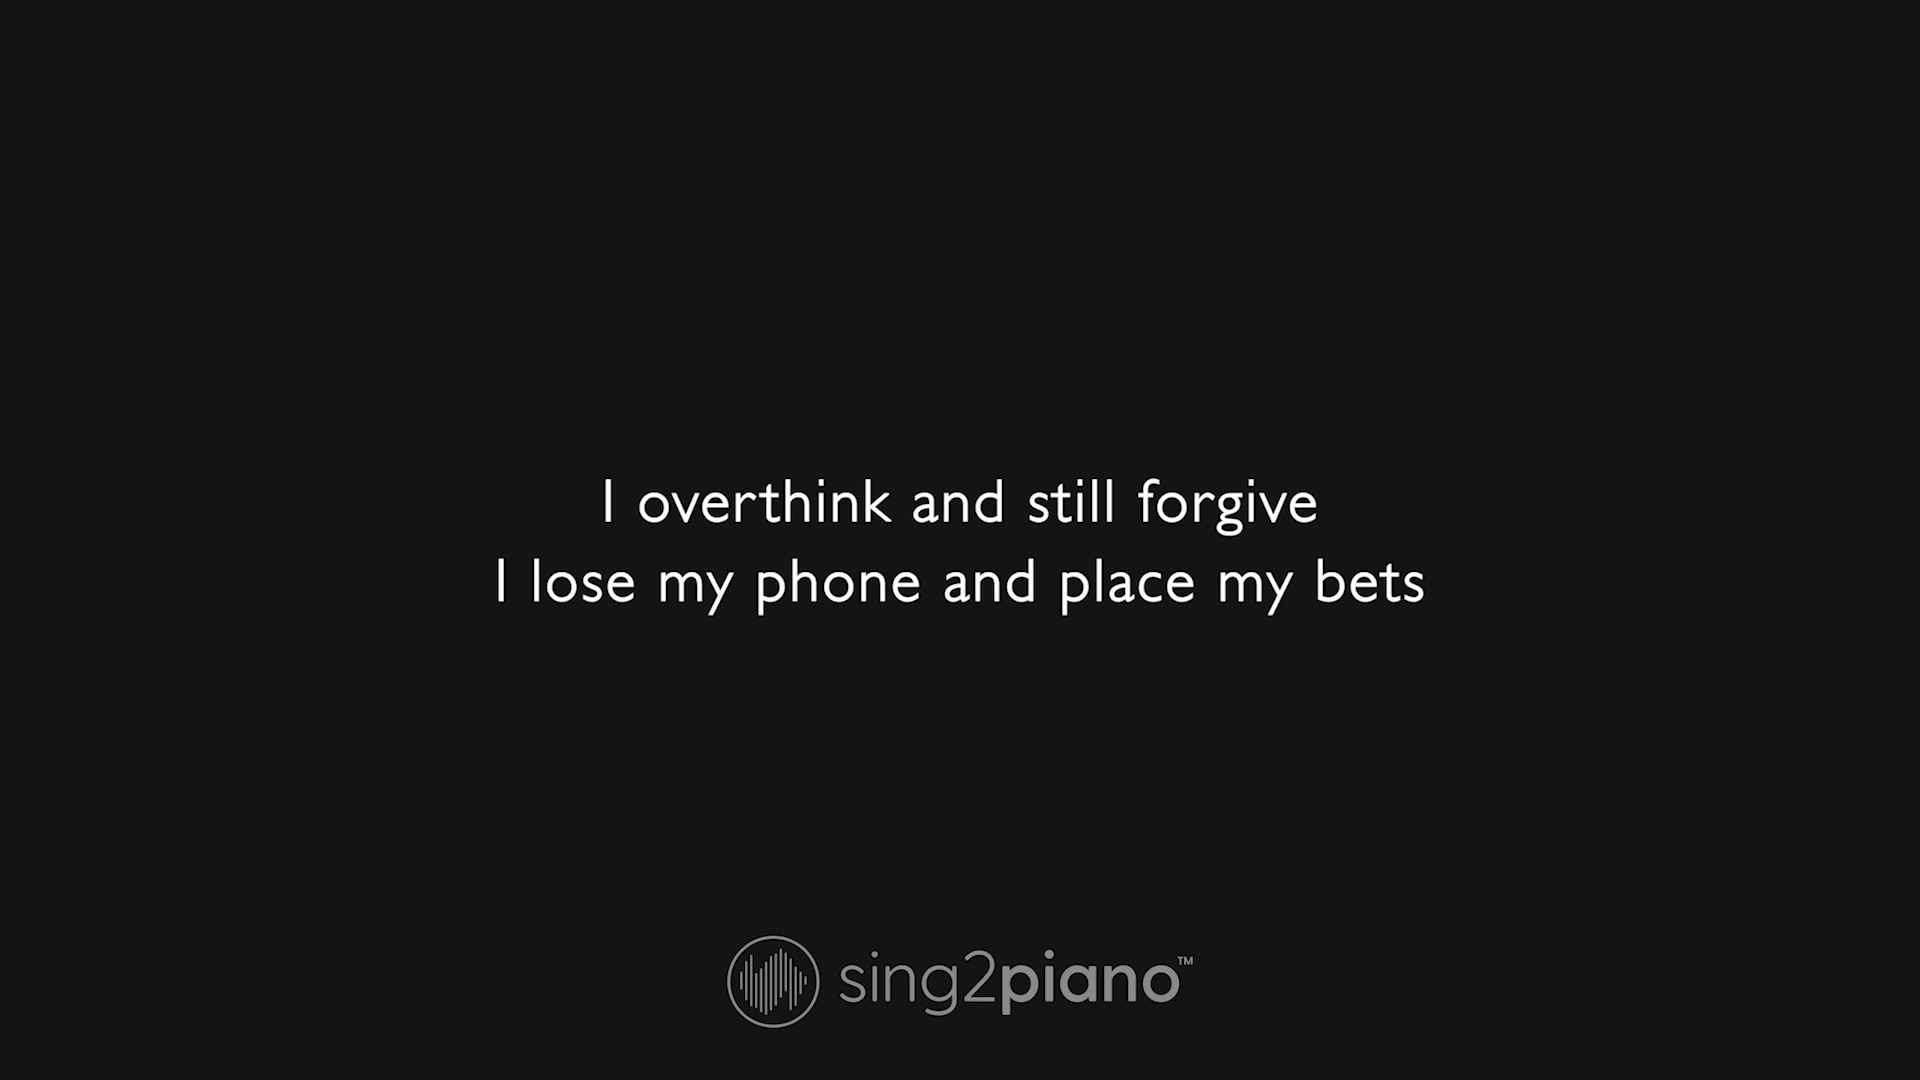 I overthink and still forgive
I lose my phone and place my bets
sing2piano™